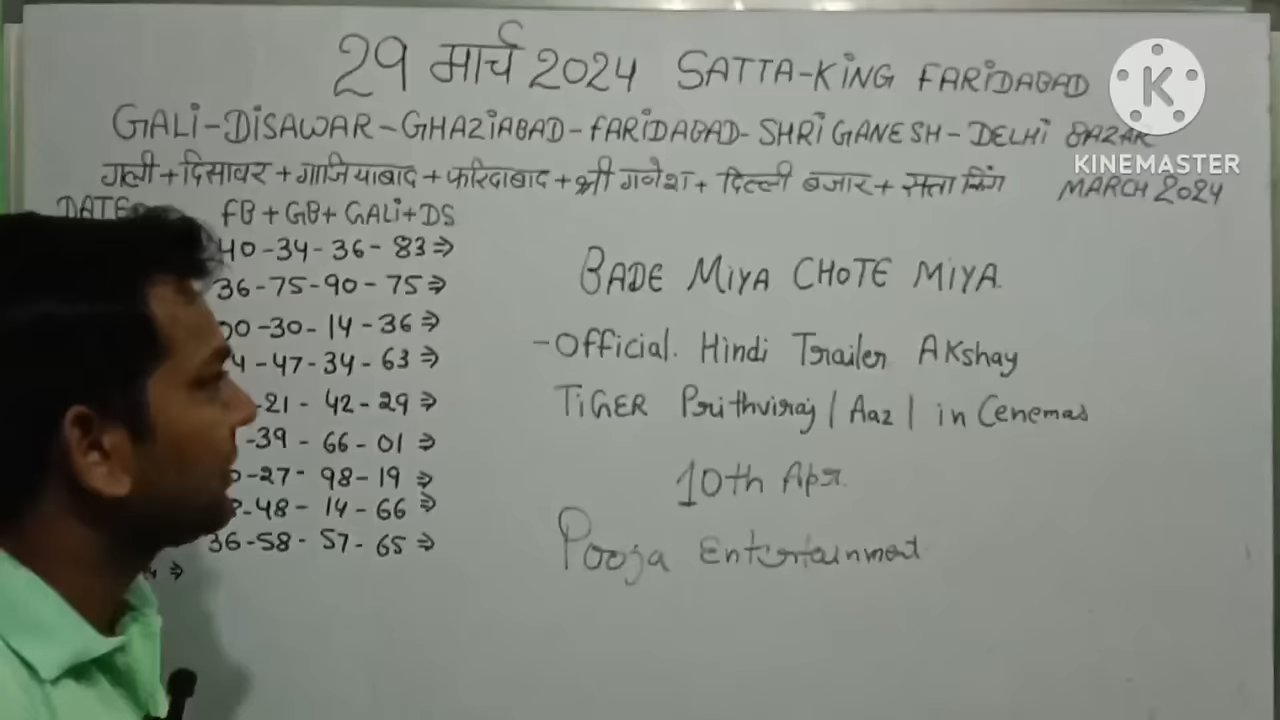 29 मार्च 2024 SATTA-KiNG FARiDABAD
GALi-DiSAWAR-GHAZiABAD-FARiDABAD-SHRi GANESH-DELHi BAZAR
गली+दिसावर+गाजियाबाद+फरिदाबाद+श्री गनेश+दिल्ली बजार+सता किंग MARCH 2024
KINEMASTER
DATE FB+GB+GALi+DS
40-34-36-83⇒
36-75-90-75⇒
-30-14-36⇒
-47-34-63⇒
-21-42-29⇒
-39-66-01⇒
-27-98-19⇒
-48-14-66⇒
36-58-57-65⇒
BADE MiYA CHOTE MiYA.
-Official. Hindi Trailer AKshay
TiGER Prithviraj/Aaz/in Cenemas
10th Apr.
Pooja Entertainment